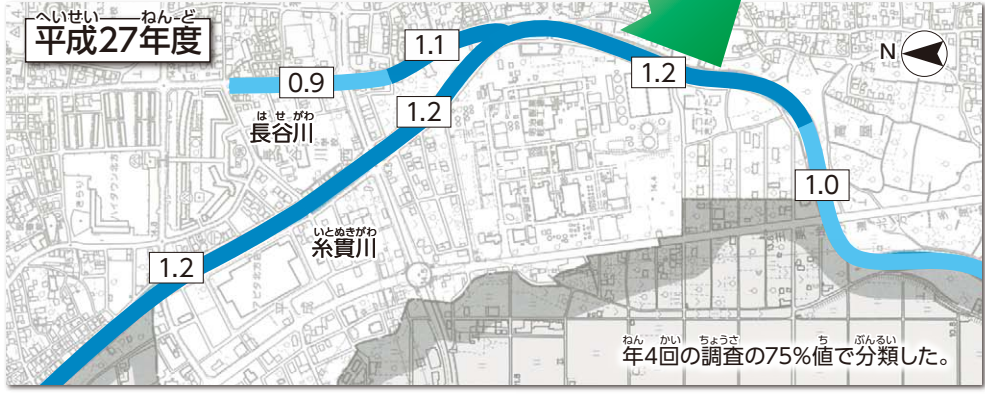 へいせい ねんど
平成27年度
N
1.1
0.9
1.2
1.2
はせがわ
長谷川
1.0
いとぬきがわ
糸貫川
1.2
ねん かい ちょうさ ち ぶんるい
年4回の調査の75%値で分類した。